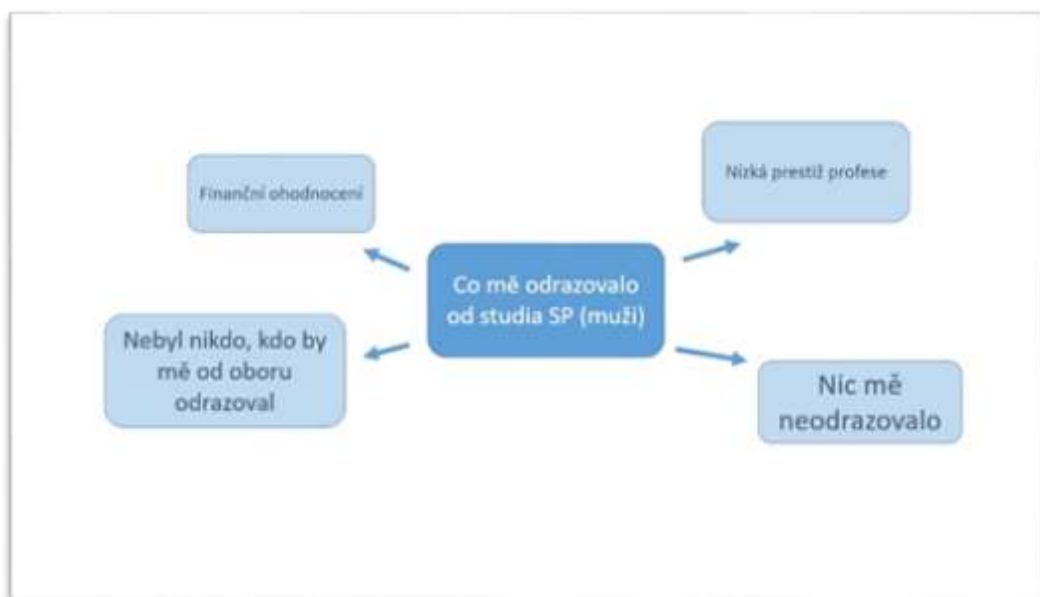 Finanční ohodnocení
Nízká prestiž profese
Co mě odrazovalo
od studia SP (muži)
Nebyl nikdo, kdo by
mě od oboru
odrazoval
Nic mě
neodrazovalo